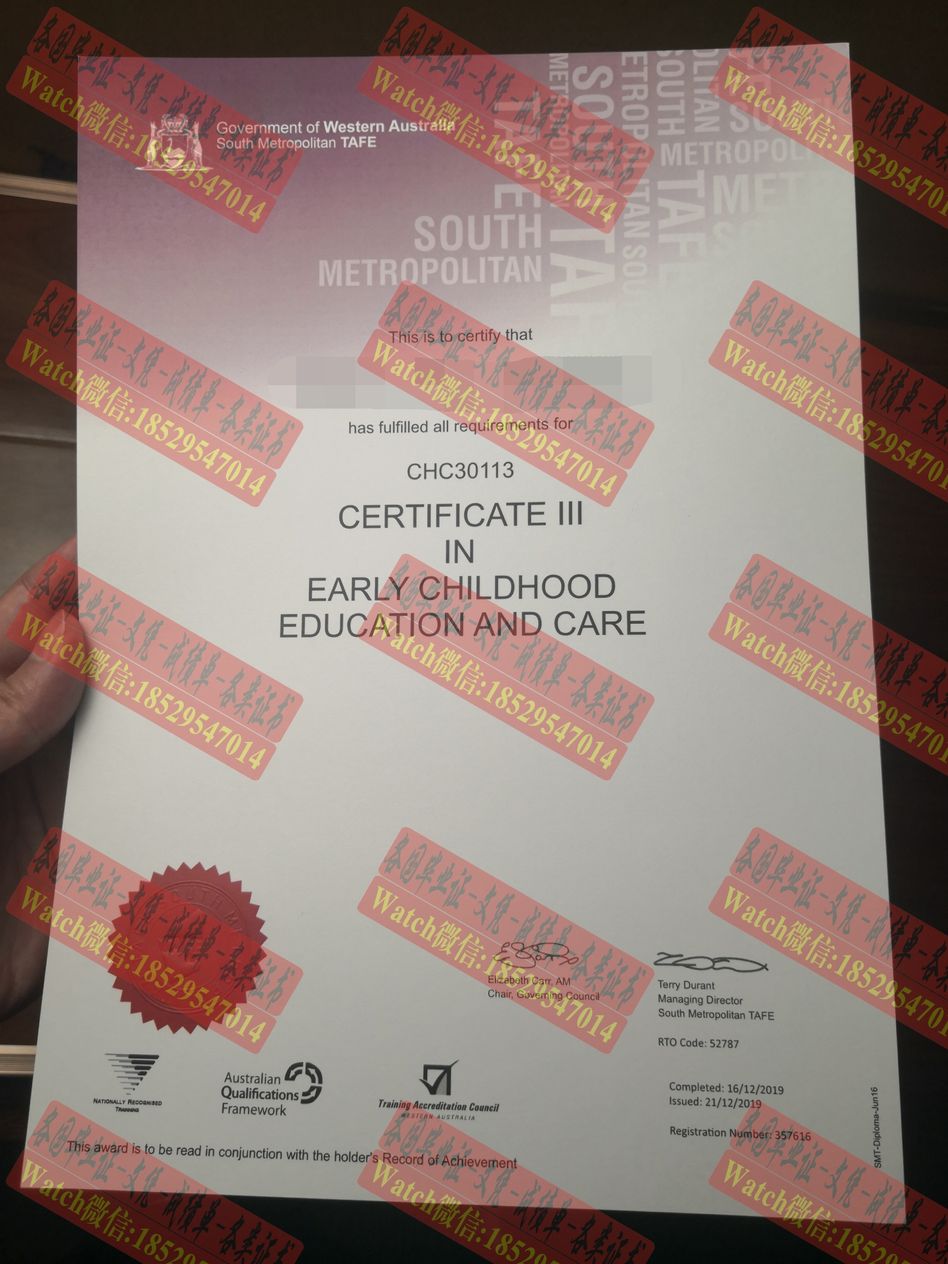 Government of Western Australia
South Metropolitan TAFE
SOUTH
METROPOLITAN
This is to certify that
has fulfilled all requirements for
CHC30113
CERTIFICATE III
IN
EARLY CHILDHOOD
EDUCATION AND CARE
Elizabeth Carr, AM
Chair, Governing Council
Terry Durant
Managing Director
South Metropolitan TAFE
RTO Code: 52787
NATIONALLY RECOGNISED
TRAINING
Australian
Qualifications
Framework
Training Accreditation Council
WESTERN AUSTRALIA
Completed: 16/12/2019
Issued: 21/12/2019
Registration Number: 357616
SMT-Diploma-Jun16
This award is to be read in conjunction with the holder's Record of Achievement
各国毕业证-文凭-成绩单-各类证书
Watch微信:18529547014